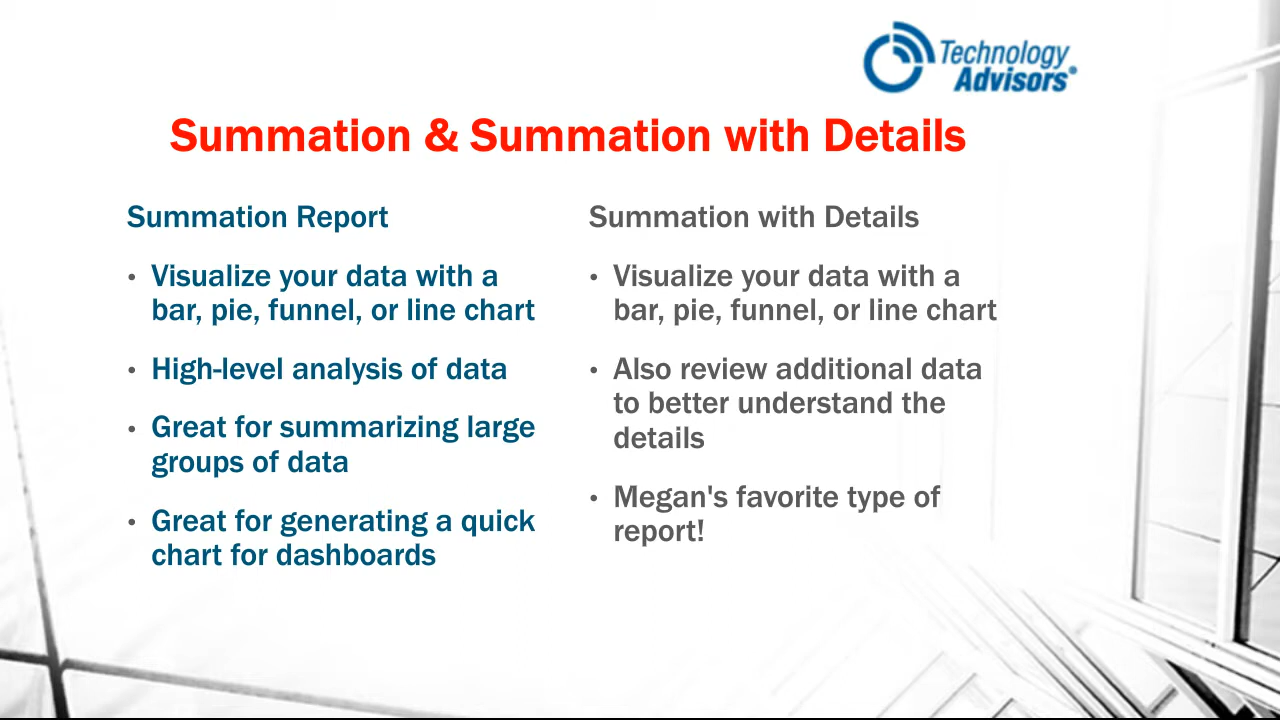 Technology
Advisors®
Summation & Summation with Details
Summation Report
• Visualize your data with a
bar, pie, funnel, or line chart
• High-level analysis of data
• Great for summarizing large
groups of data
• Great for generating a quick
chart for dashboards
Summation with Details
• Visualize your data with a
bar, pie, funnel, or line chart
• Also review additional data
to better understand the
details
• Megan's favorite type of
report!